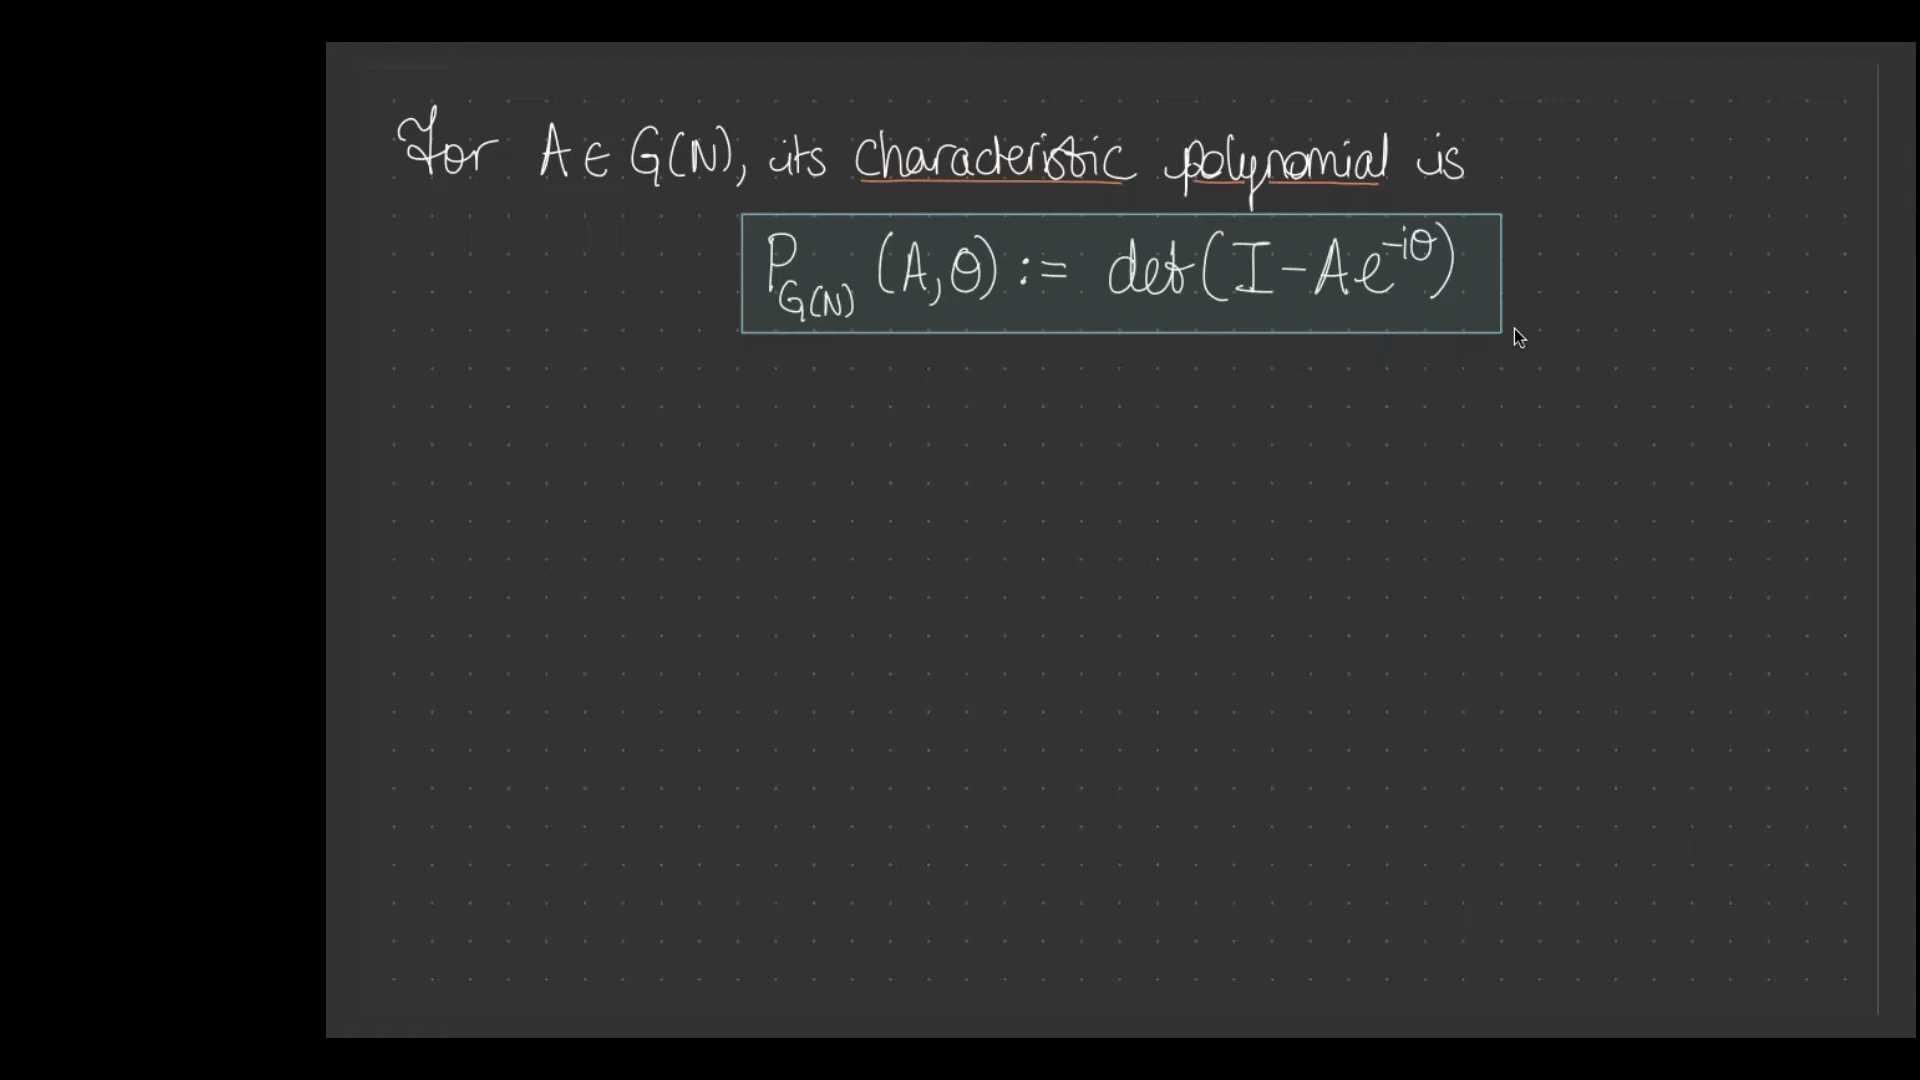 For A ∈ G(N), its characteristic polynomial is
P_{G(N)} (A, θ) := det(I - Ae^{-iθ})